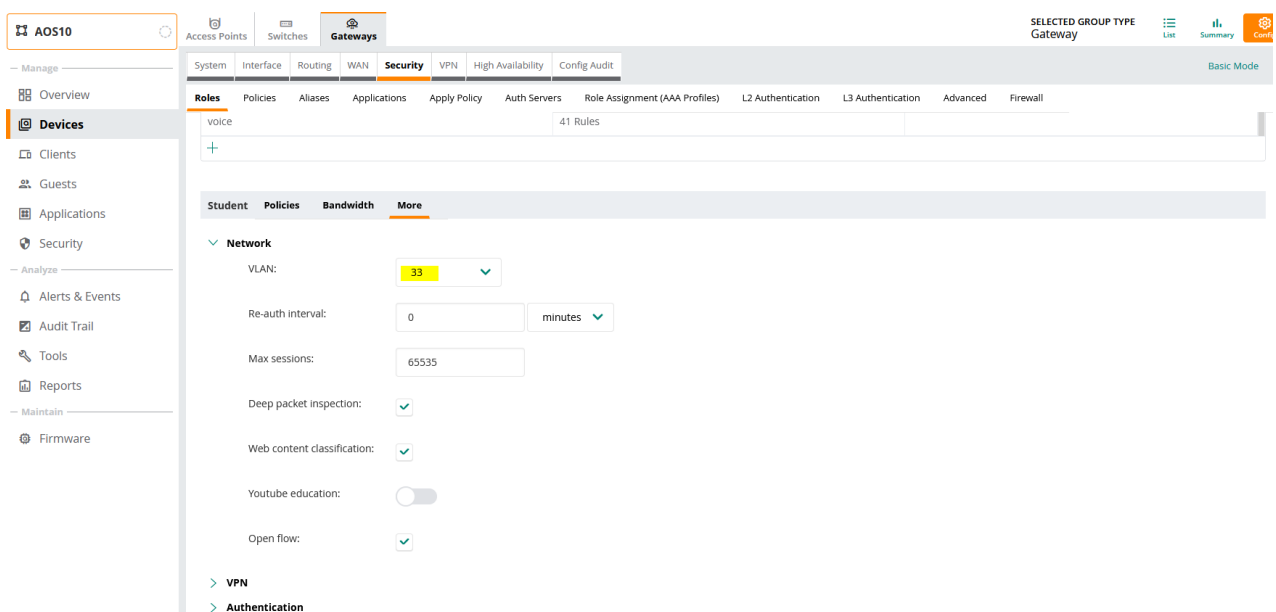 AOS10
Access Points
Switches
Gateways
SELECTED GROUP TYPE
Gateway
List
Summary
Config
— Manage
Overview
Devices
Clients
Guests
Applications
Security
— Analyze
Alerts & Events
Audit Trail
Tools
Reports
— Maintain
Firmware
System Interface Routing WAN Security VPN High Availability Config Audit
Basic Mode
Roles Policies Aliases Applications Apply Policy Auth Servers Role Assignment (AAA Profiles) L2 Authentication L3 Authentication Advanced Firewall
voice 41 Rules
+
Student Policies Bandwidth More
Network
VLAN: 33
Re-auth interval: 0 minutes
Max sessions: 65535
Deep packet inspection:
Web content classification:
Youtube education:
Open flow:
VPN
Authentication